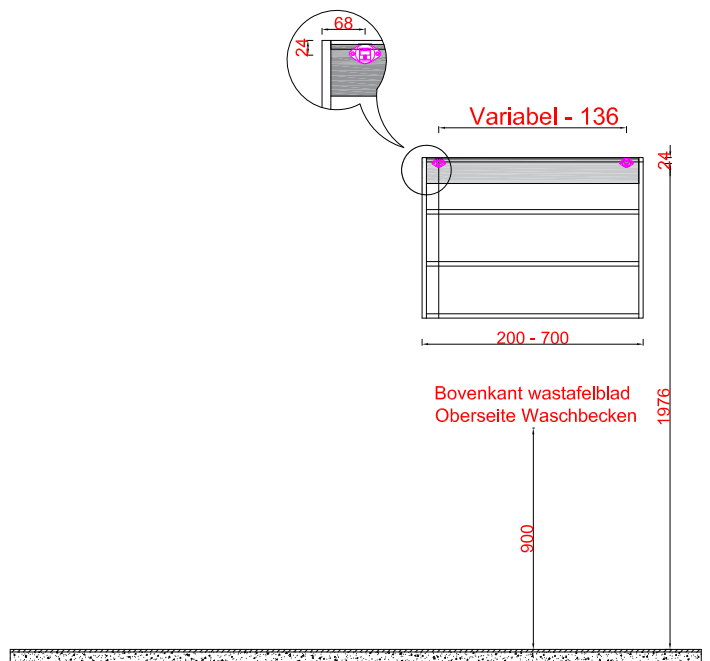 68
24
Variabel - 136
24
200 - 700
Bovenkant wastafelblad
Oberseite Waschbecken
1976
900